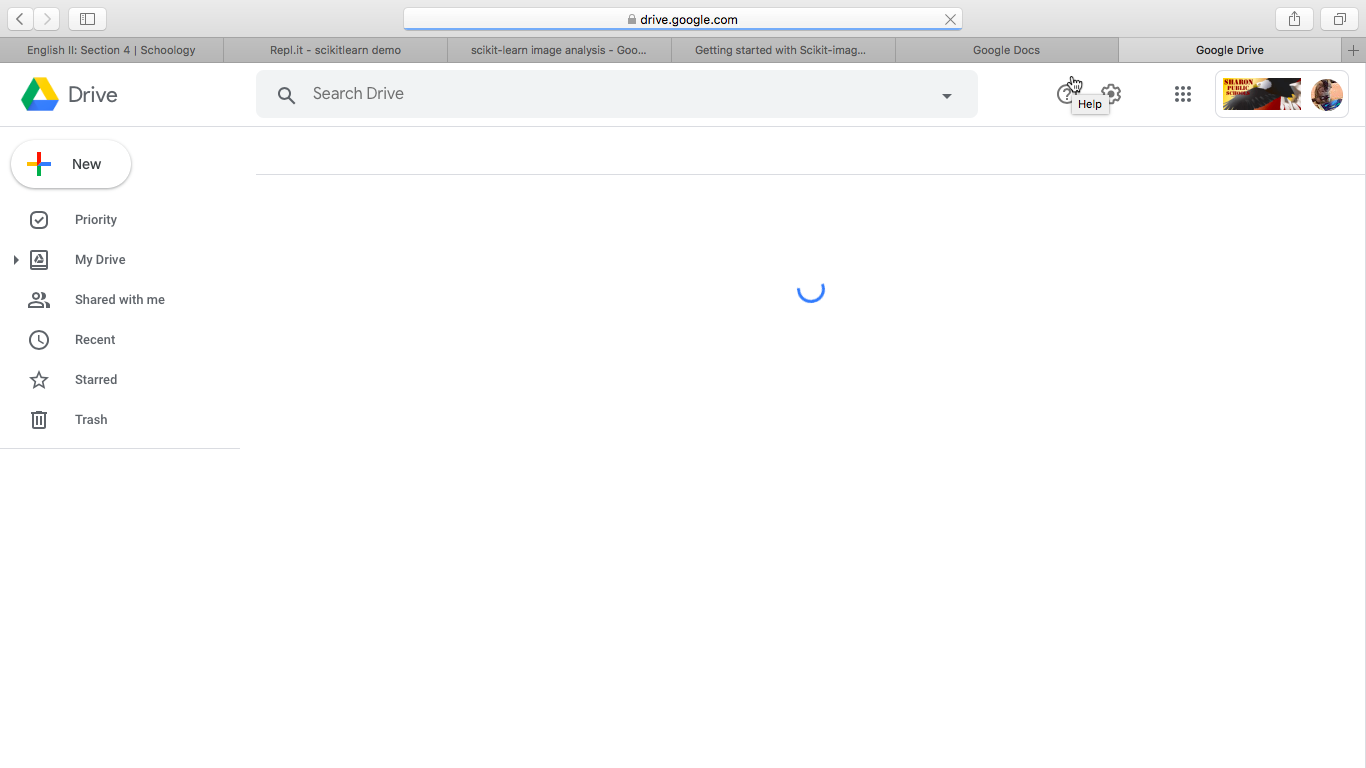 drive.google.com
English II: Section 4 | Schoology
Repl.it - scikitlearn demo
scikit-learn image analysis - Goo...
Getting started with Scikit-imag...
Google Docs
Google Drive
Drive
Search Drive
Help
SHARON
PUBLIC
SCHOOLS
New
Priority
My Drive
Shared with me
Recent
Starred
Trash